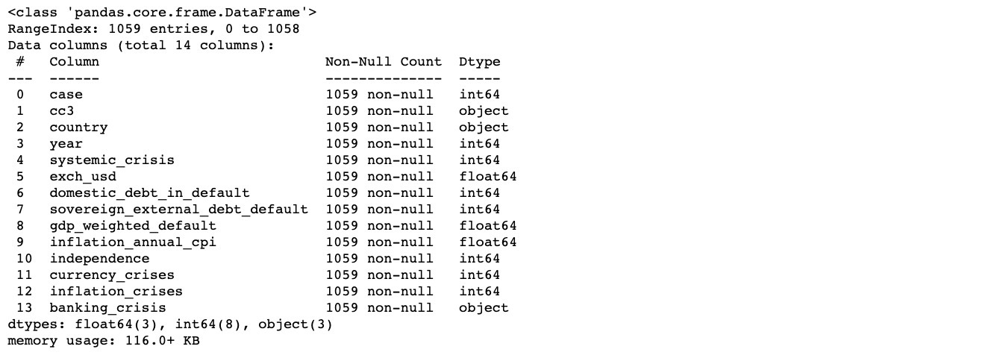 <class 'pandas.core.frame.DataFrame'>
RangeIndex: 1059 entries, 0 to 1058
Data columns (total 14 columns):
 #   Column                           Non-Null Count  Dtype
---  ------                           --------------  -----
 0   case                             1059 non-null   int64
 1   cc3                              1059 non-null   object
 2   country                          1059 non-null   object
 3   year                             1059 non-null   int64
 4   systemic_crisis                  1059 non-null   int64
 5   exch_usd                         1059 non-null   float64
 6   domestic_debt_in_default         1059 non-null   int64
 7   sovereign_external_debt_default  1059 non-null   int64
 8   gdp_weighted_default             1059 non-null   float64
 9   inflation_annual_cpi             1059 non-null   float64
 10  independence                     1059 non-null   int64
 11  currency_crises                  1059 non-null   int64
 12  inflation_crises                 1059 non-null   int64
 13  banking_crisis                   1059 non-null   object
dtypes: float64(3), int64(8), object(3)
memory usage: 116.0+ KB